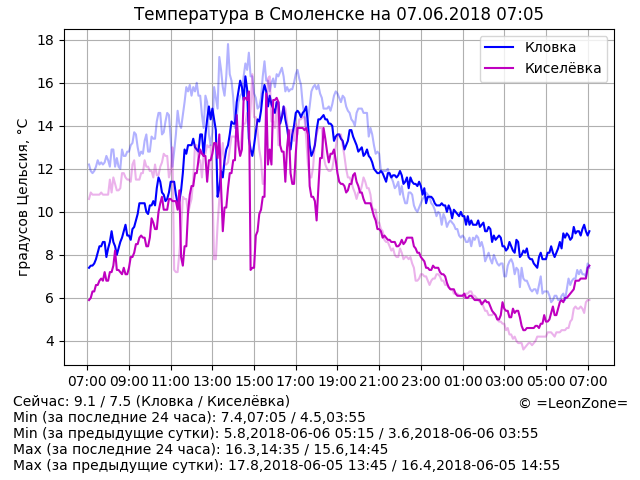 Температура в Смоленске на 07.06.2018 07:05
Кловка
Киселёвка
градусов Цельсия, °C
18
16
14
12
10
8
6
4
07:00 09:00 11:00 13:00 15:00 17:00 19:00 21:00 23:00 01:00 03:00 05:00 07:00
Сейчас: 9.1 / 7.5 (Кловка / Киселёвка)
© =LeonZone=
Min (за последние 24 часа): 7.4,07:05 / 4.5,03:55
Min (за предыдущие сутки): 5.8,2018-06-06 05:15 / 3.6,2018-06-06 03:55
Max (за последние 24 часа): 16.3,14:35 / 15.6,14:45
Max (за предыдущие сутки): 17.8,2018-06-05 13:45 / 16.4,2018-06-05 14:55